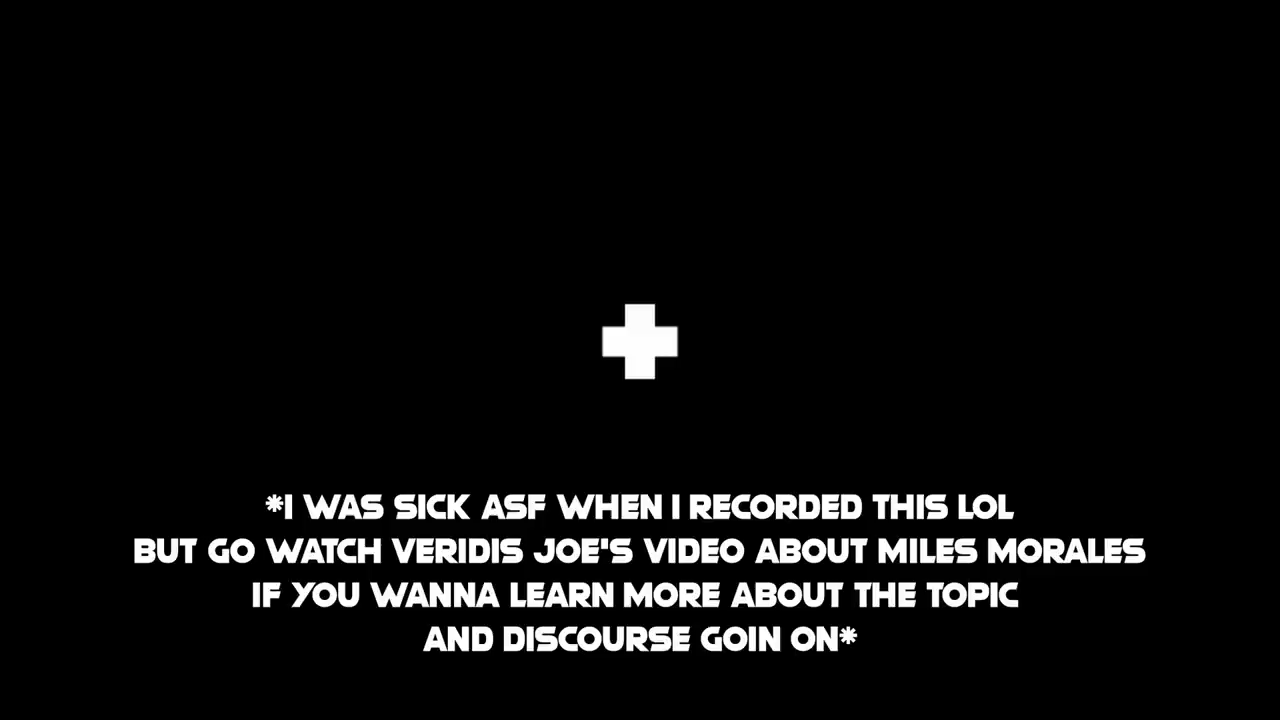 *I WAS SICK ASF WHEN I RECORDED THIS LOL
BUT GO WATCH VERIDIS JOE'S VIDEO ABOUT MILES MORALES
IF YOU WANNA LEARN MORE ABOUT THE TOPIC
AND DISCOURSE GOIN ON*